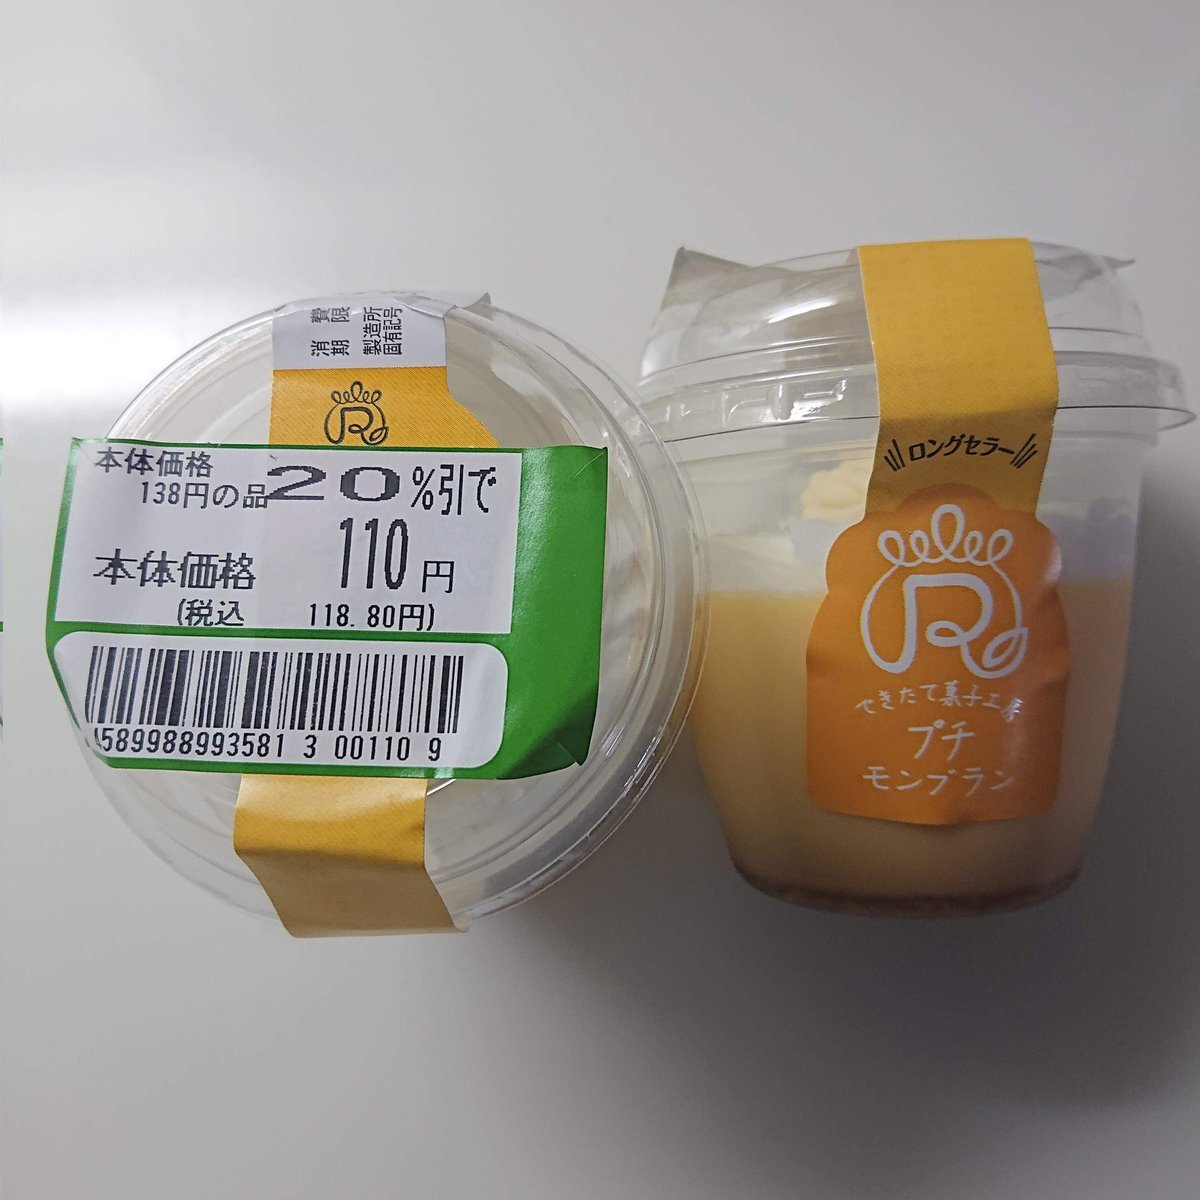 消費
期限
製造所
固有記号
R
本体価格
138円の品
20%引で
本体価格 110円
(税込 118.80円)
4589988993581 3 00110 9
ロングセラー
R
できたて菓子工房
プチ
モンブラン